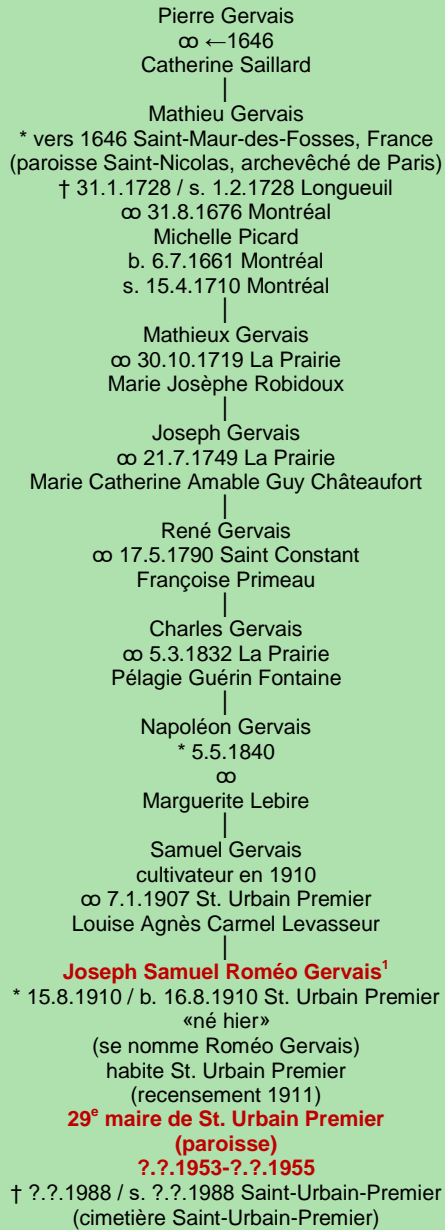 Pierre Gervais
ꝏ ←1646
Catherine Saillard
|
Mathieu Gervais
* vers 1646 Saint-Maur-des-Fosses, France
(paroisse Saint-Nicolas, archevêché de Paris)
† 31.1.1728 / s. 1.2.1728 Longueuil
ꝏ 31.8.1676 Montréal
Michelle Picard
b. 6.7.1661 Montréal
s. 15.4.1710 Montréal
|
Mathieux Gervais
ꝏ 30.10.1719 La Prairie
Marie Josèphe Robidoux
|
Joseph Gervais
ꝏ 21.7.1749 La Prairie
Marie Catherine Amable Guy Châteaufort
|
René Gervais
ꝏ 17.5.1790 Saint Constant
Françoise Primeau
|
Charles Gervais
ꝏ 5.3.1832 La Prairie
Pélagie Guérin Fontaine
|
Napoléon Gervais
* 5.5.1840
ꝏ
Marguerite Lebire
|
Samuel Gervais
cultivateur en 1910
ꝏ 7.1.1907 St. Urbain Premier
Louise Agnès Carmel Levasseur
|
Joseph Samuel Roméo Gervais¹
* 15.8.1910 / b. 16.8.1910 St. Urbain Premier
«né hier»
(se nomme Roméo Gervais)
habite St. Urbain Premier
(recensement 1911)
29ᵉ maire de St. Urbain Premier
(paroisse)
?.?.1953-?.?.1955
† ?.?.1988 / s. ?.?.1988 Saint-Urbain-Premier
(cimetière Saint-Urbain-Premier)